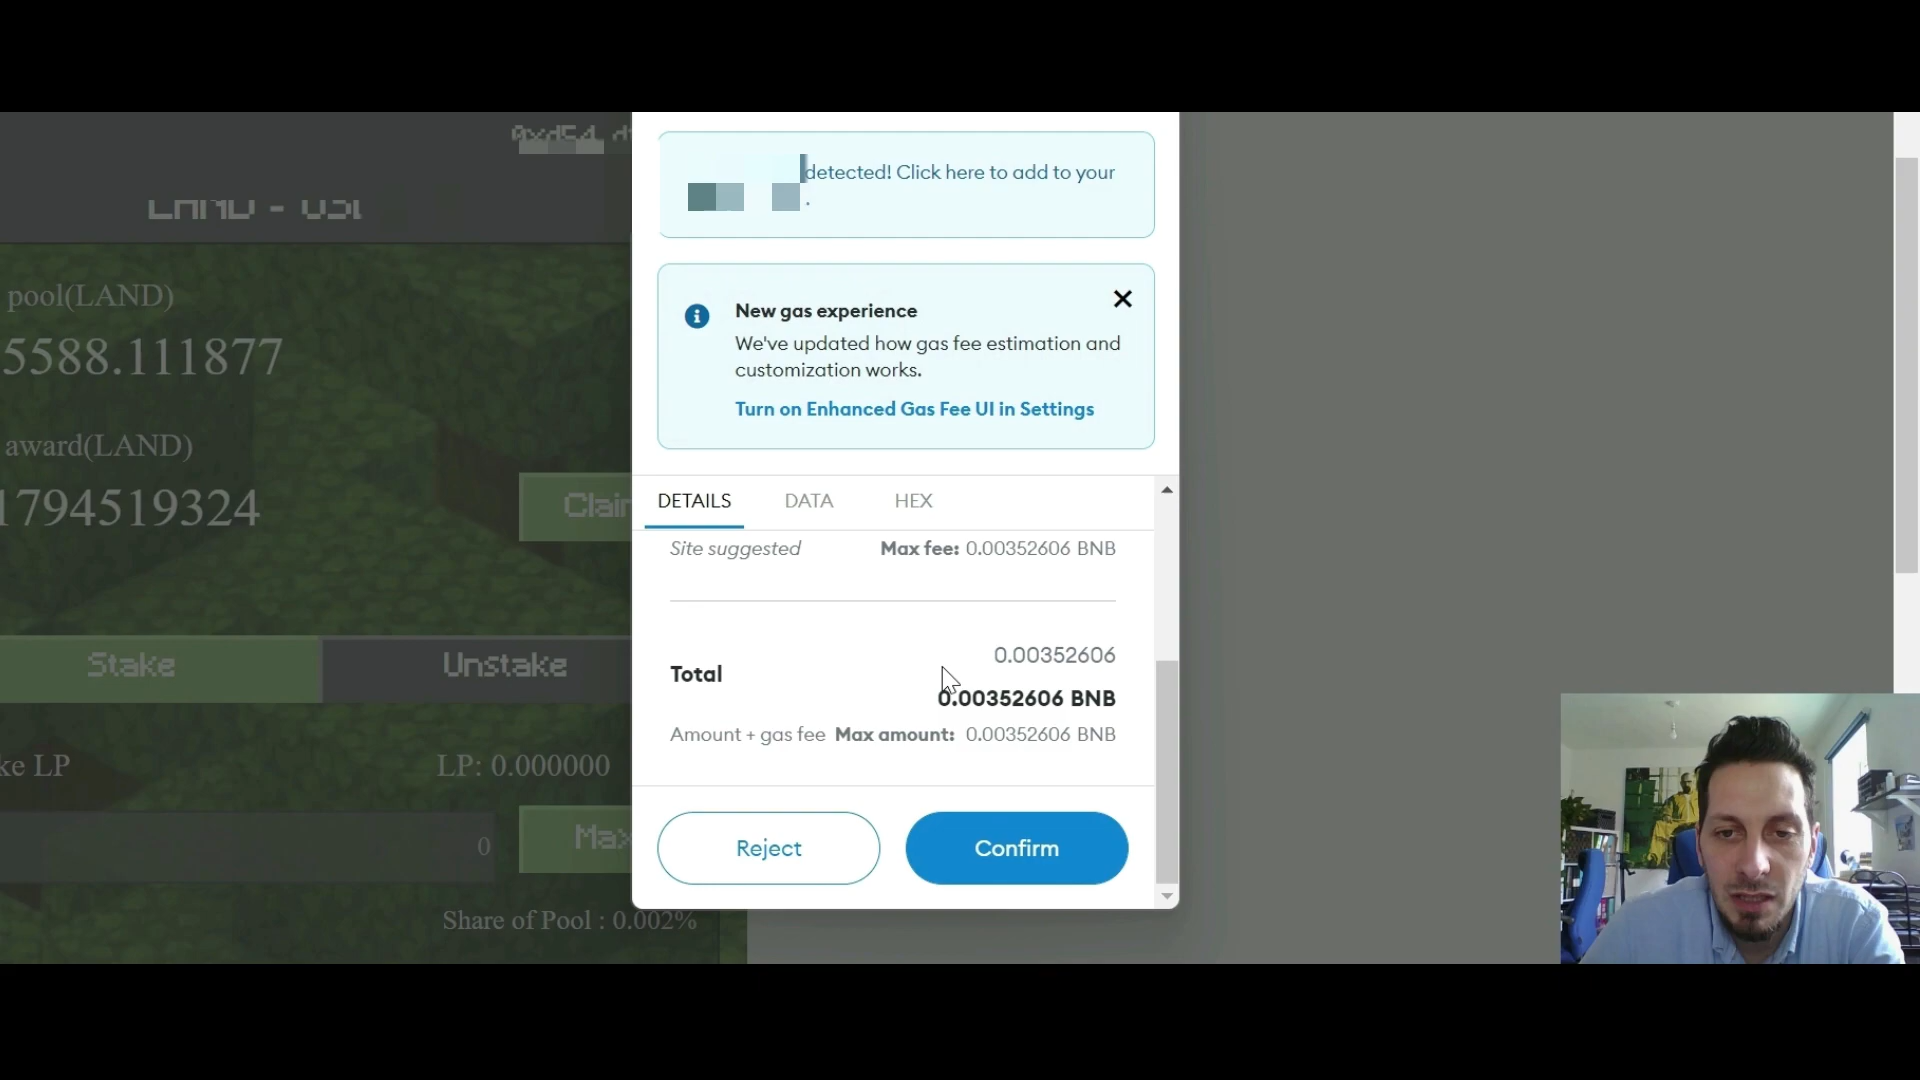 detected! Click here to add to your
.
pool(LAND)
5588.111877
New gas experience
We've updated how gas fee estimation and
customization works.
Turn on Enhanced Gas Fee UI in Settings
award(LAND)
1794519324
DETAILS DATA HEX
Site suggested Max fee: 0.00352606 BNB
Stake Unstake
0.00352606
Total
0.00352606 BNB
Amount + gas fee Max amount: 0.00352606 BNB
LP
LP: 0.000000
0
Max
Reject Confirm
Share of Pool : 0.002%